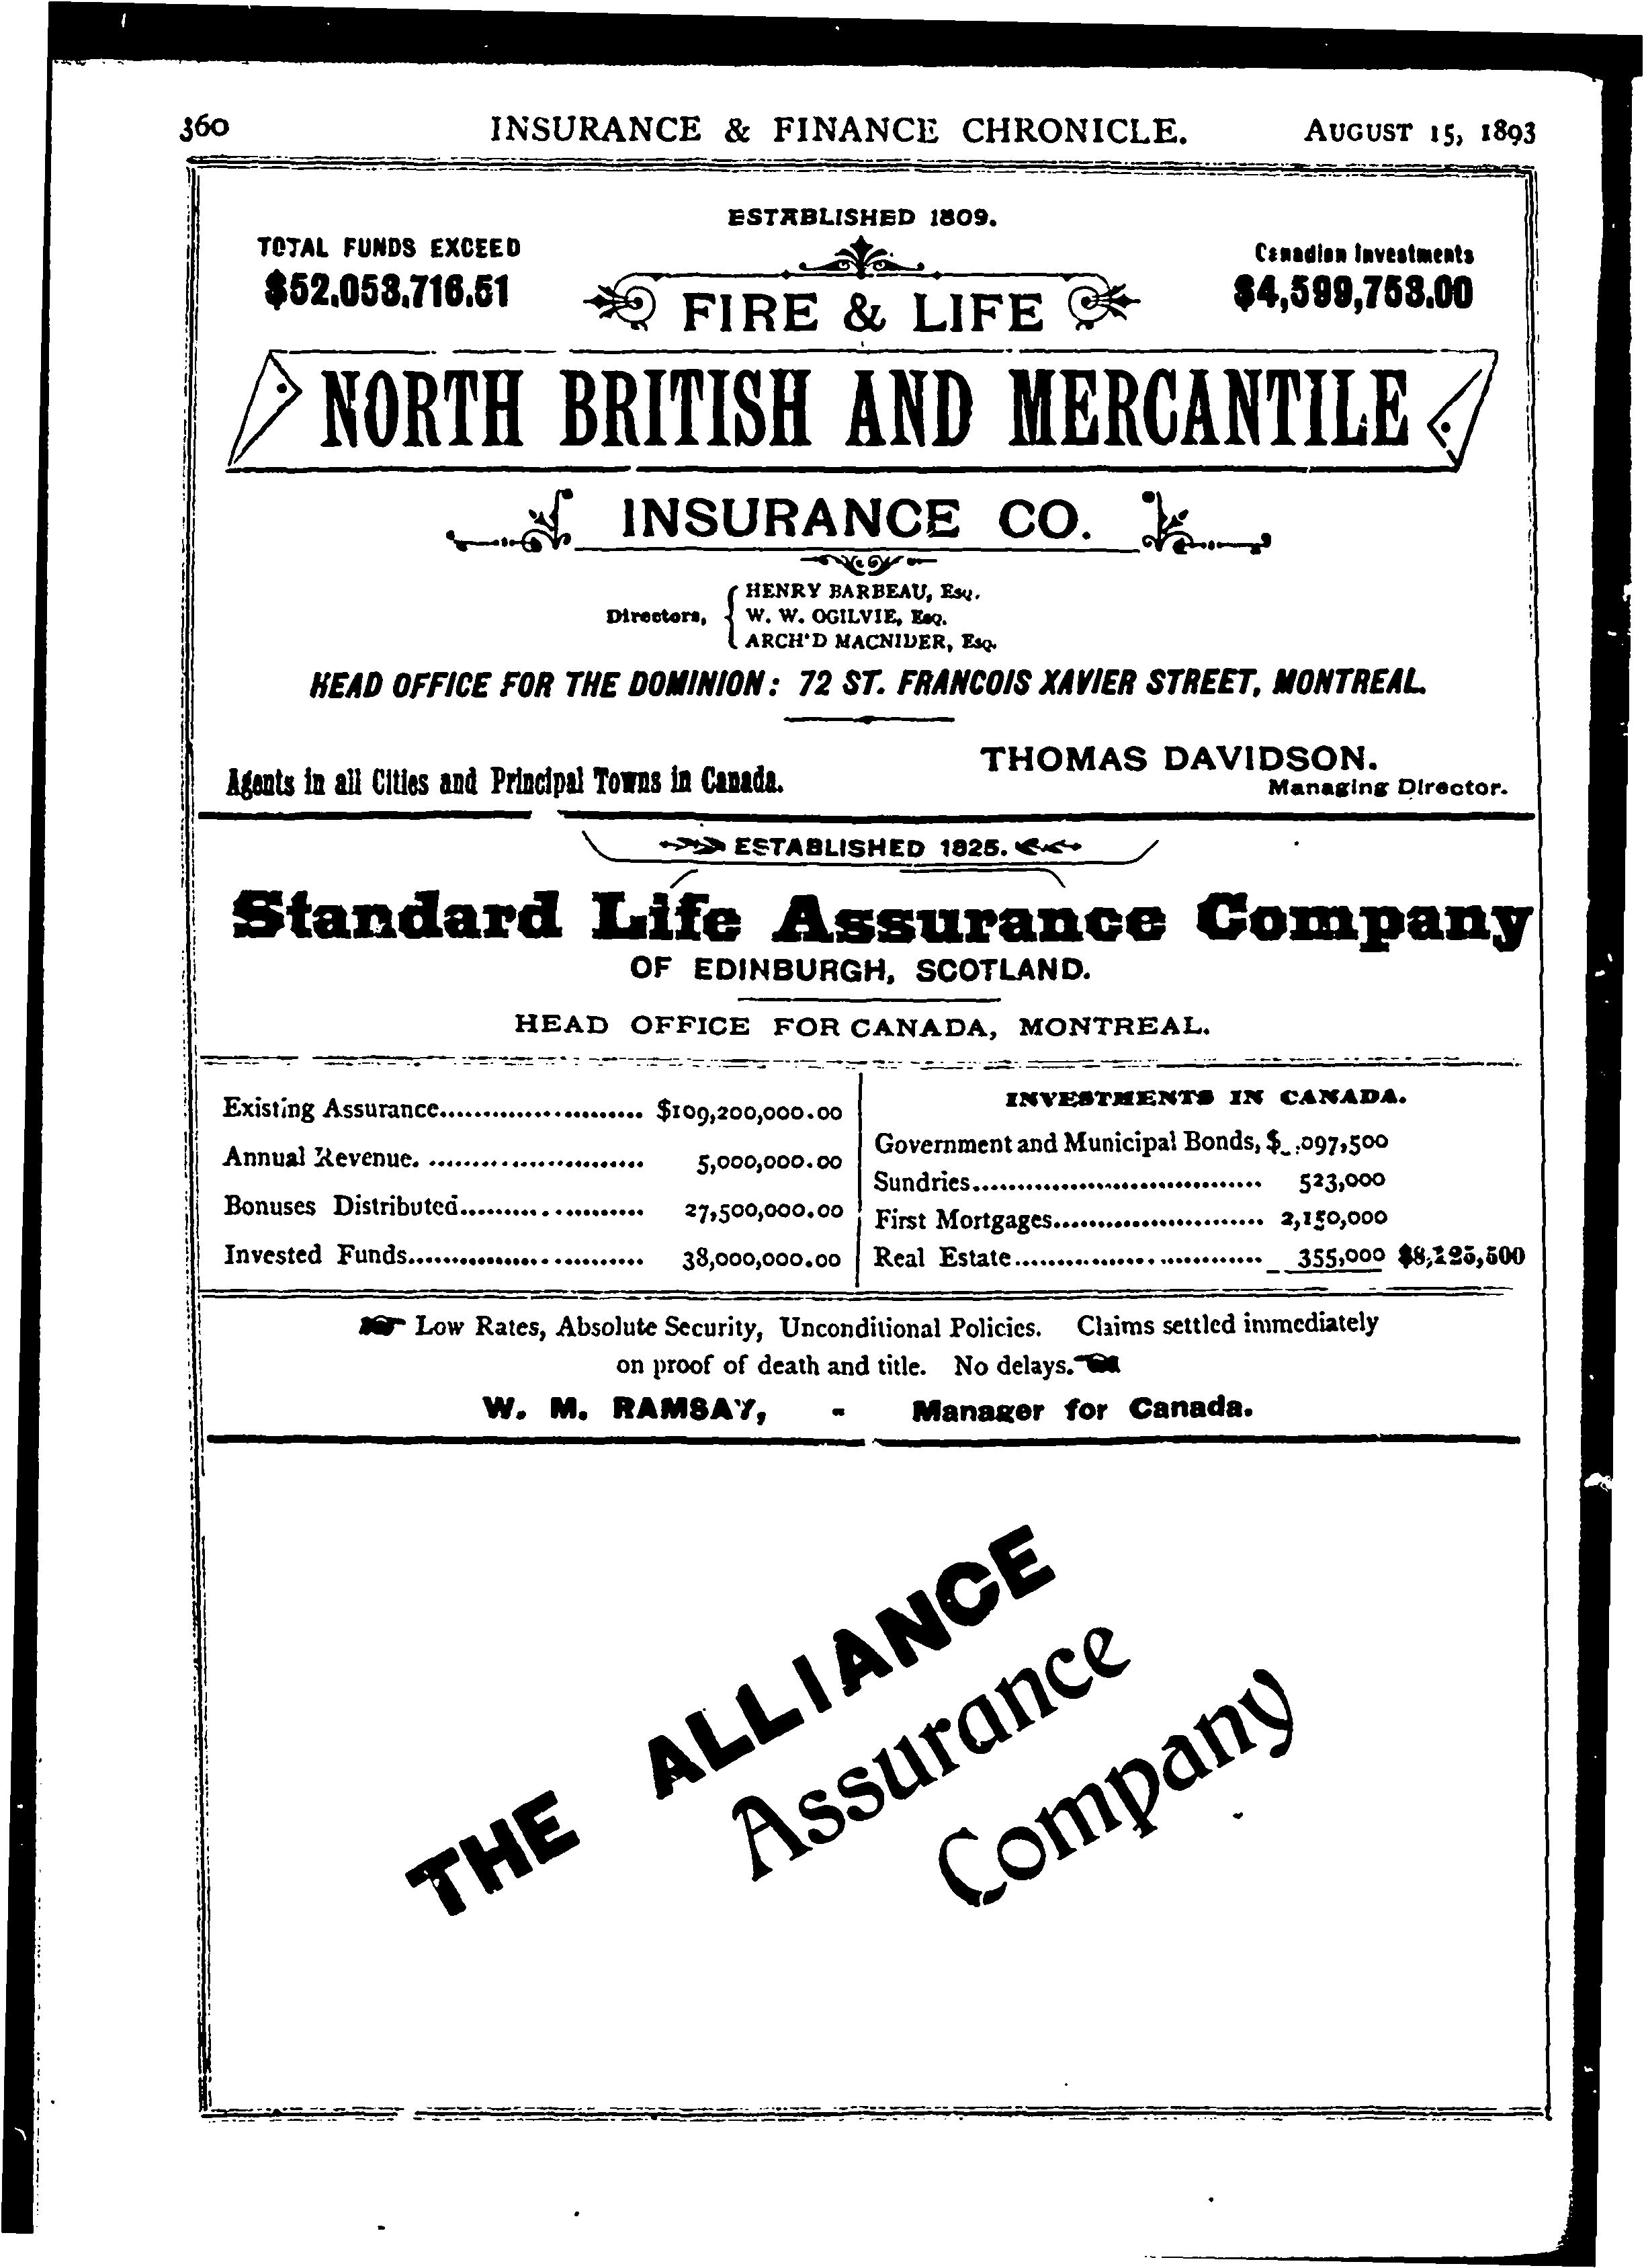 360 INSURANCE & FINANCE CHRONICLE. AUGUST 15, 1893
ESTABLISHED 1809.
TOTAL FUNDS EXCEED
$52,053,716.51
Canadian Investments
$4,599,753.00
FIRE & LIFE
NORTH BRITISH AND MERCANTILE
INSURANCE CO.
Directors,
HENRY BARBEAU, Esq.
W. W. OGILVIE, Esq.
ARCH'D MACNIDER, Esq.
HEAD OFFICE FOR THE DOMINION: 72 ST. FRANCOIS XAVIER STREET, MONTREAL.
Agents in all Cities and Principal Towns in Canada.
THOMAS DAVIDSON.
Managing Director.
ESTABLISHED 1825.
Standard Life Assurance Company
OF EDINBURGH, SCOTLAND.
HEAD OFFICE FOR CANADA, MONTREAL.
Existing Assurance........................ $109,200,000.00
Annual Revenue. ........................ 5,000,000.00
Bonuses Distributed..................... 27,500,000.00
Invested Funds........................... 38,000,000.00
INVESTMENTS IN CANADA.
Government and Municipal Bonds, $ ,097,500
Sundries.................................. 523,000
First Mortgages......................... 2,150,000
Real Estate.............................. 355,000 $8,125,500
Low Rates, Absolute Security, Unconditional Policies. Claims settled immediately
on proof of death and title. No delays.
W. M. RAMSAY, - Manager for Canada.
THE ALLIANCE
Assurance
Company